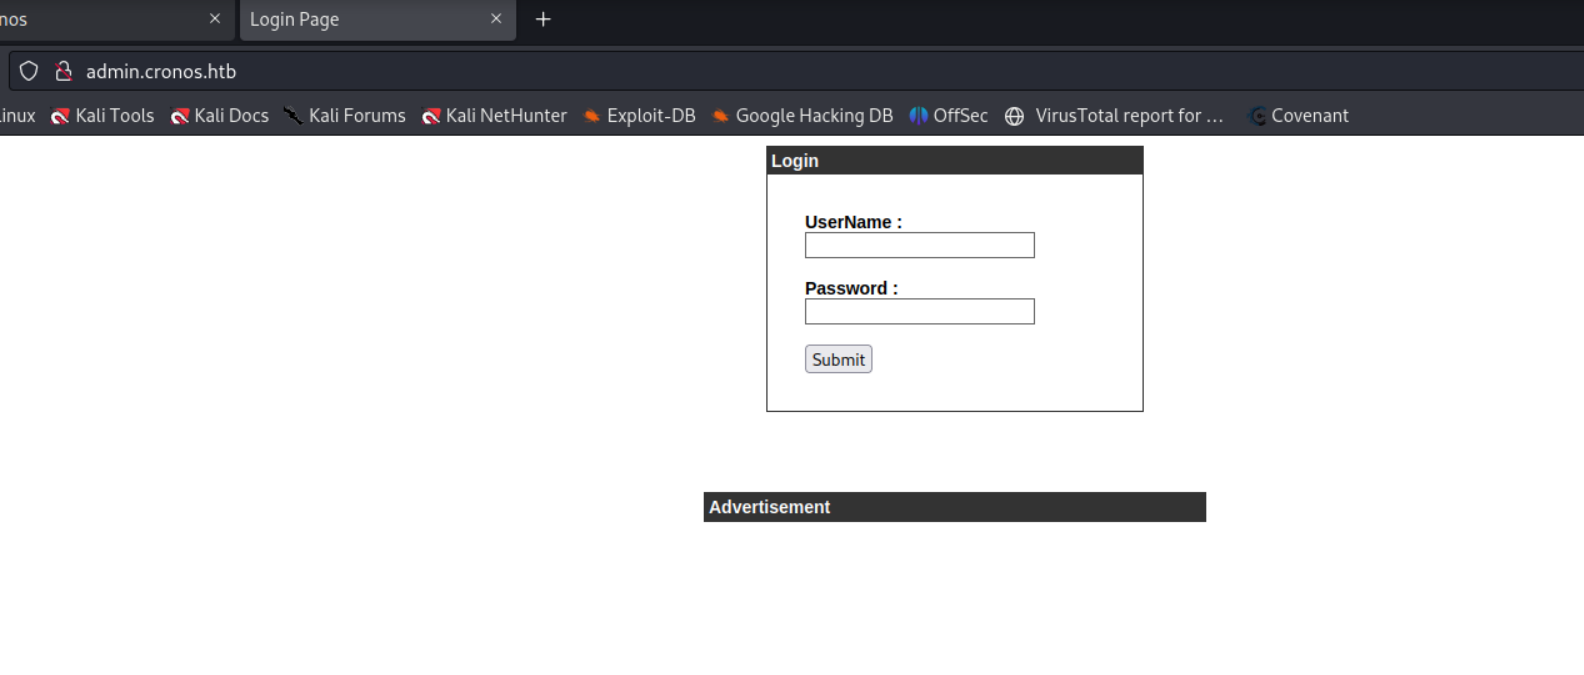 nos × Login Page × +
admin.cronos.htb
inux Kali Tools Kali Docs Kali Forums Kali NetHunter Exploit-DB Google Hacking DB OffSec VirusTotal report for ... Covenant
Login
UserName :
Password :
Submit
Advertisement